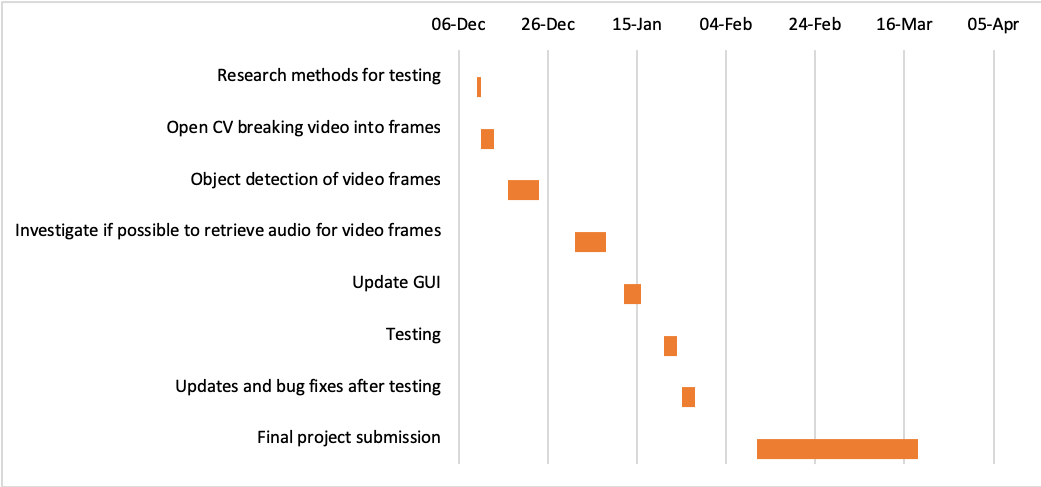 06-Dec 26-Dec 15-Jan 04-Feb 24-Feb 16-Mar 05-Apr
Research methods for testing
Open CV breaking video into frames
Object detection of video frames
Investigate if possible to retrieve audio for video frames
Update GUI
Testing
Updates and bug fixes after testing
Final project submission